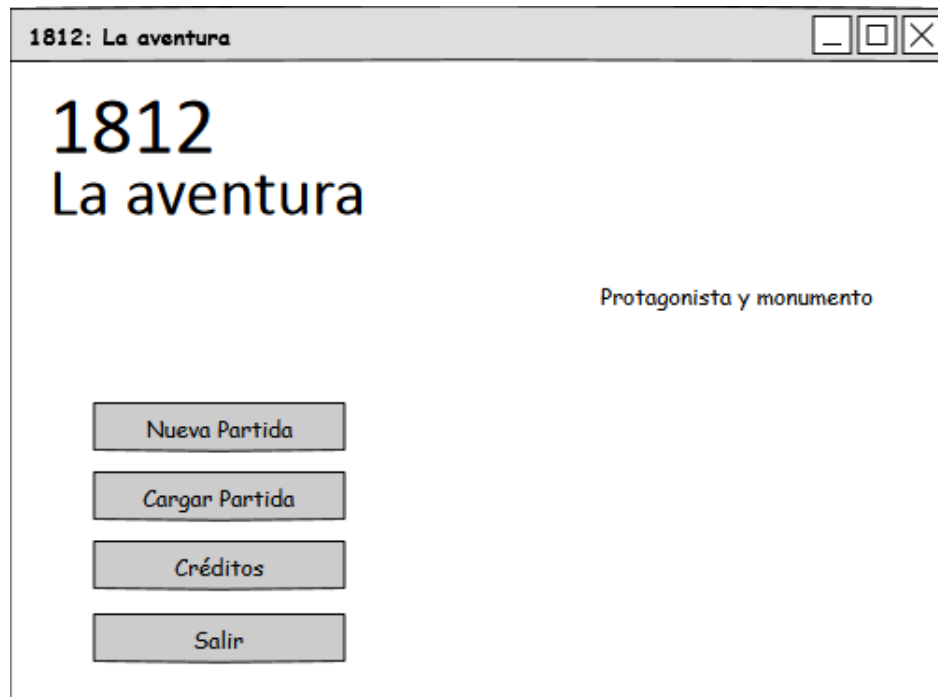 1812: La aventura
1812
La aventura
Protagonista y monumento
Nueva Partida
Cargar Partida
Créditos
Salir